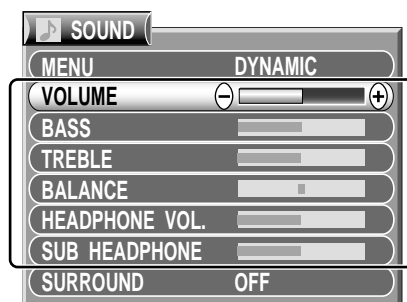 SOUND
MENU DYNAMIC
VOLUME − +
BASS
TREBLE
BALANCE
HEADPHONE VOL.
SUB HEADPHONE
SURROUND OFF